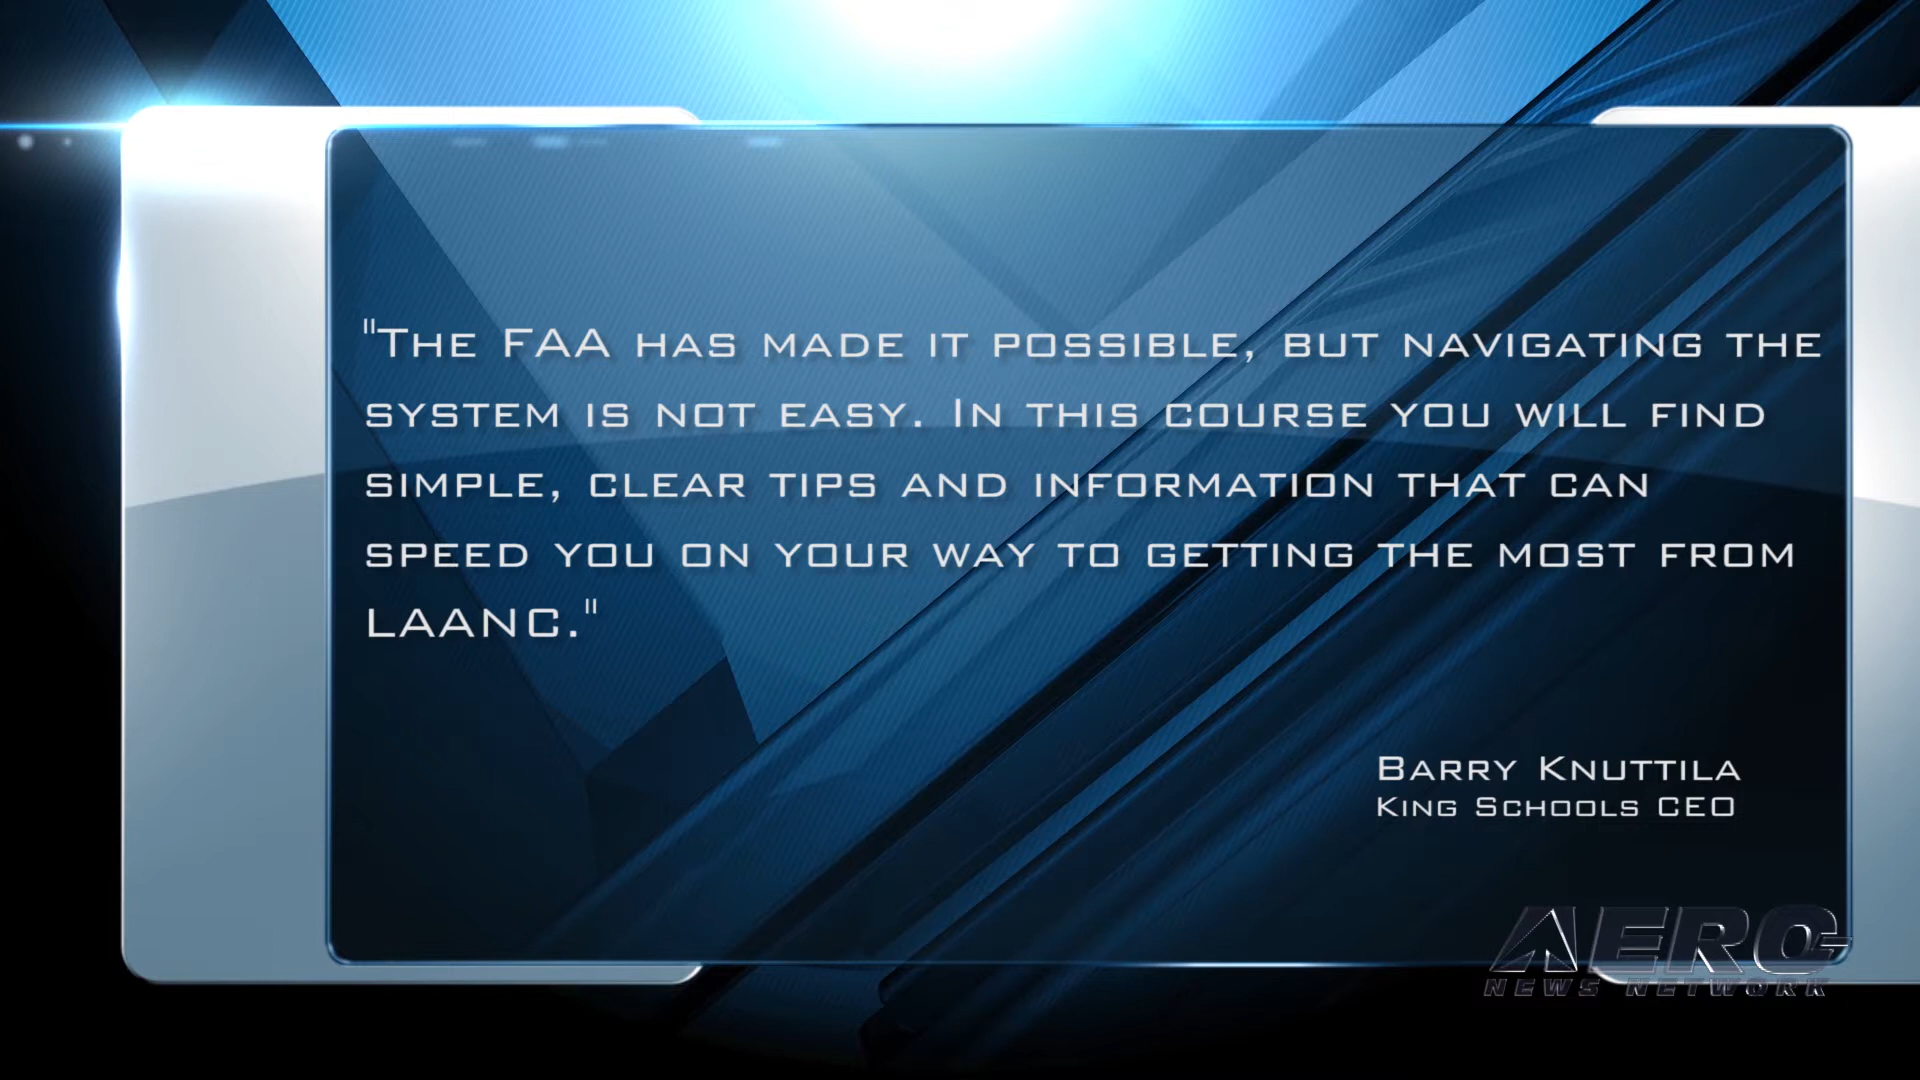 "The FAA has made it possible, but navigating the
system is not easy. In this course you will find
simple, clear tips and information that can
speed you on your way to getting the most from
LAANC."
Barry Knuttila
King Schools CEO
AERO
NEWS NETWORK